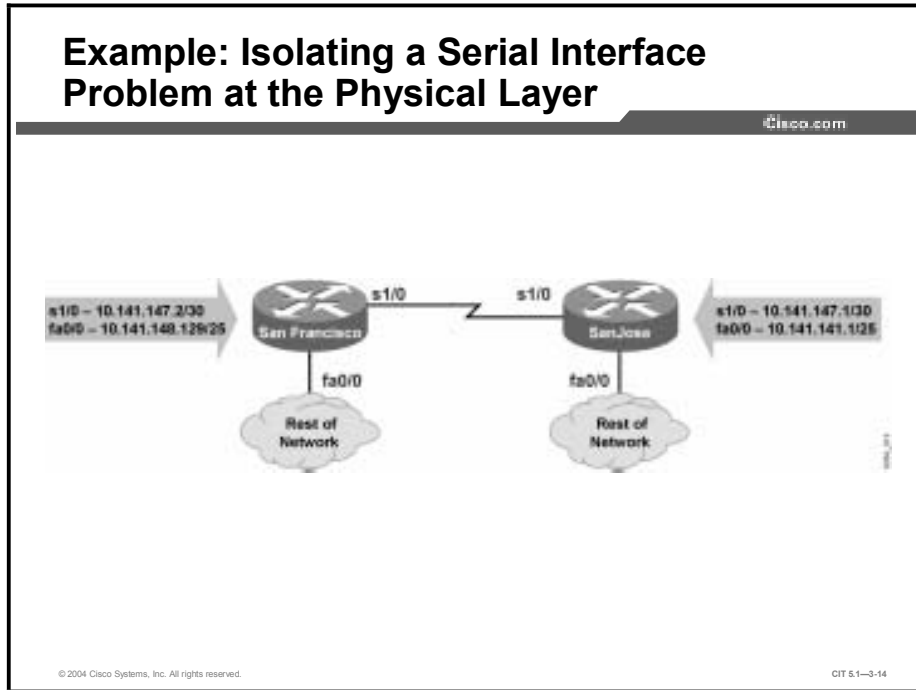 Example: Isolating a Serial Interface
Problem at the Physical Layer
Cisco.com
s1/0 – 10.141.147.2/30
fa0/0 – 10.141.148.129/25
San Francisco
s1/0
s1/0
SanJose
s1/0 – 10.141.147.1/30
fa0/0 – 10.141.141.1/25
fa0/0
fa0/0
Rest of
Network
Rest of
Network
© 2004 Cisco Systems, Inc. All rights reserved.
CIT 5.1—3-14